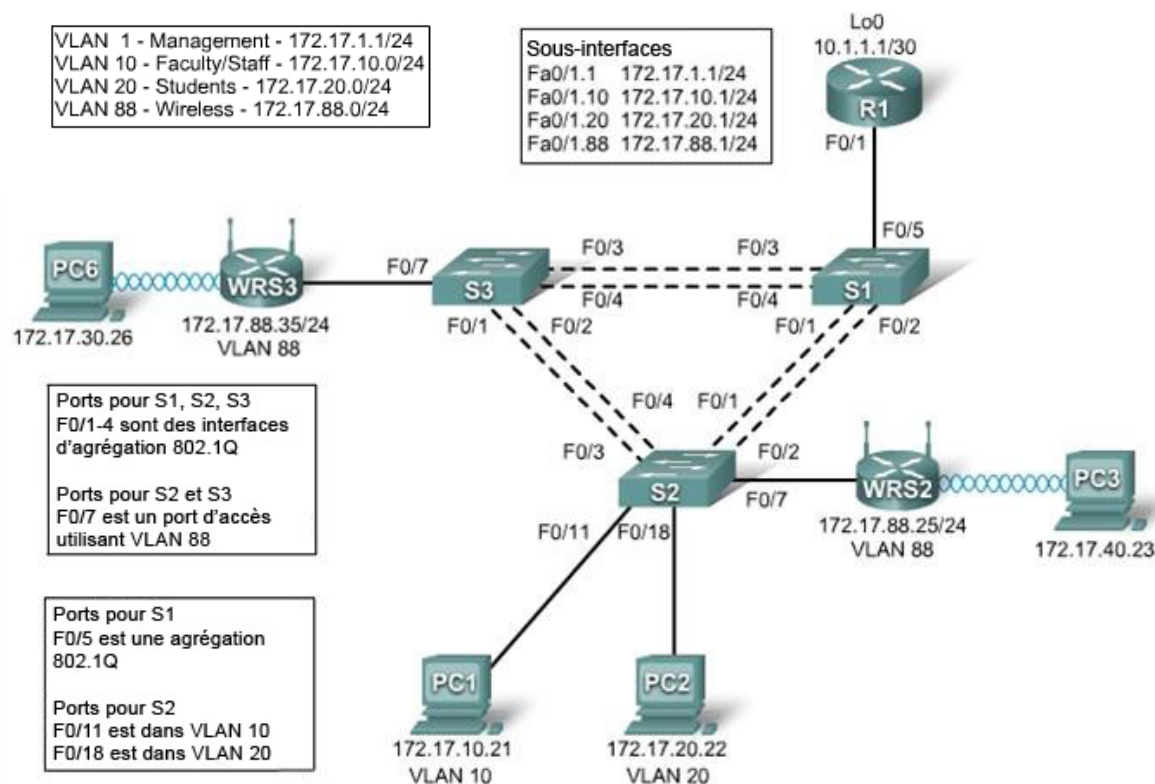 VLAN 1 - Management - 172.17.1.1/24
VLAN 10 - Faculty/Staff - 172.17.10.0/24
VLAN 20 - Students - 172.17.20.0/24
VLAN 88 - Wireless - 172.17.88.0/24
Sous-interfaces
Fa0/1.1 172.17.1.1/24
Fa0/1.10 172.17.10.1/24
Fa0/1.20 172.17.20.1/24
Fa0/1.88 172.17.88.1/24
Lo0
10.1.1.1/30
R1
F0/1
F0/5
PC6
172.17.30.26
WRS3
172.17.88.35/24
VLAN 88
F0/7
S3
F0/3
F0/4
F0/1
F0/2
F0/3
F0/4
S1
F0/1
F0/2
Ports pour S1, S2, S3
F0/1-4 sont des interfaces
d'agrégation 802.1Q
Ports pour S2 et S3
F0/7 est un port d'accès
utilisant VLAN 88
F0/4
F0/3
F0/1
F0/2
S2
F0/7
F0/11
F0/18
WRS2
172.17.88.25/24
VLAN 88
PC3
172.17.40.23
Ports pour S1
F0/5 est une agrégation
802.1Q
Ports pour S2
F0/11 est dans VLAN 10
F0/18 est dans VLAN 20
PC1
172.17.10.21
VLAN 10
PC2
172.17.20.22
VLAN 20